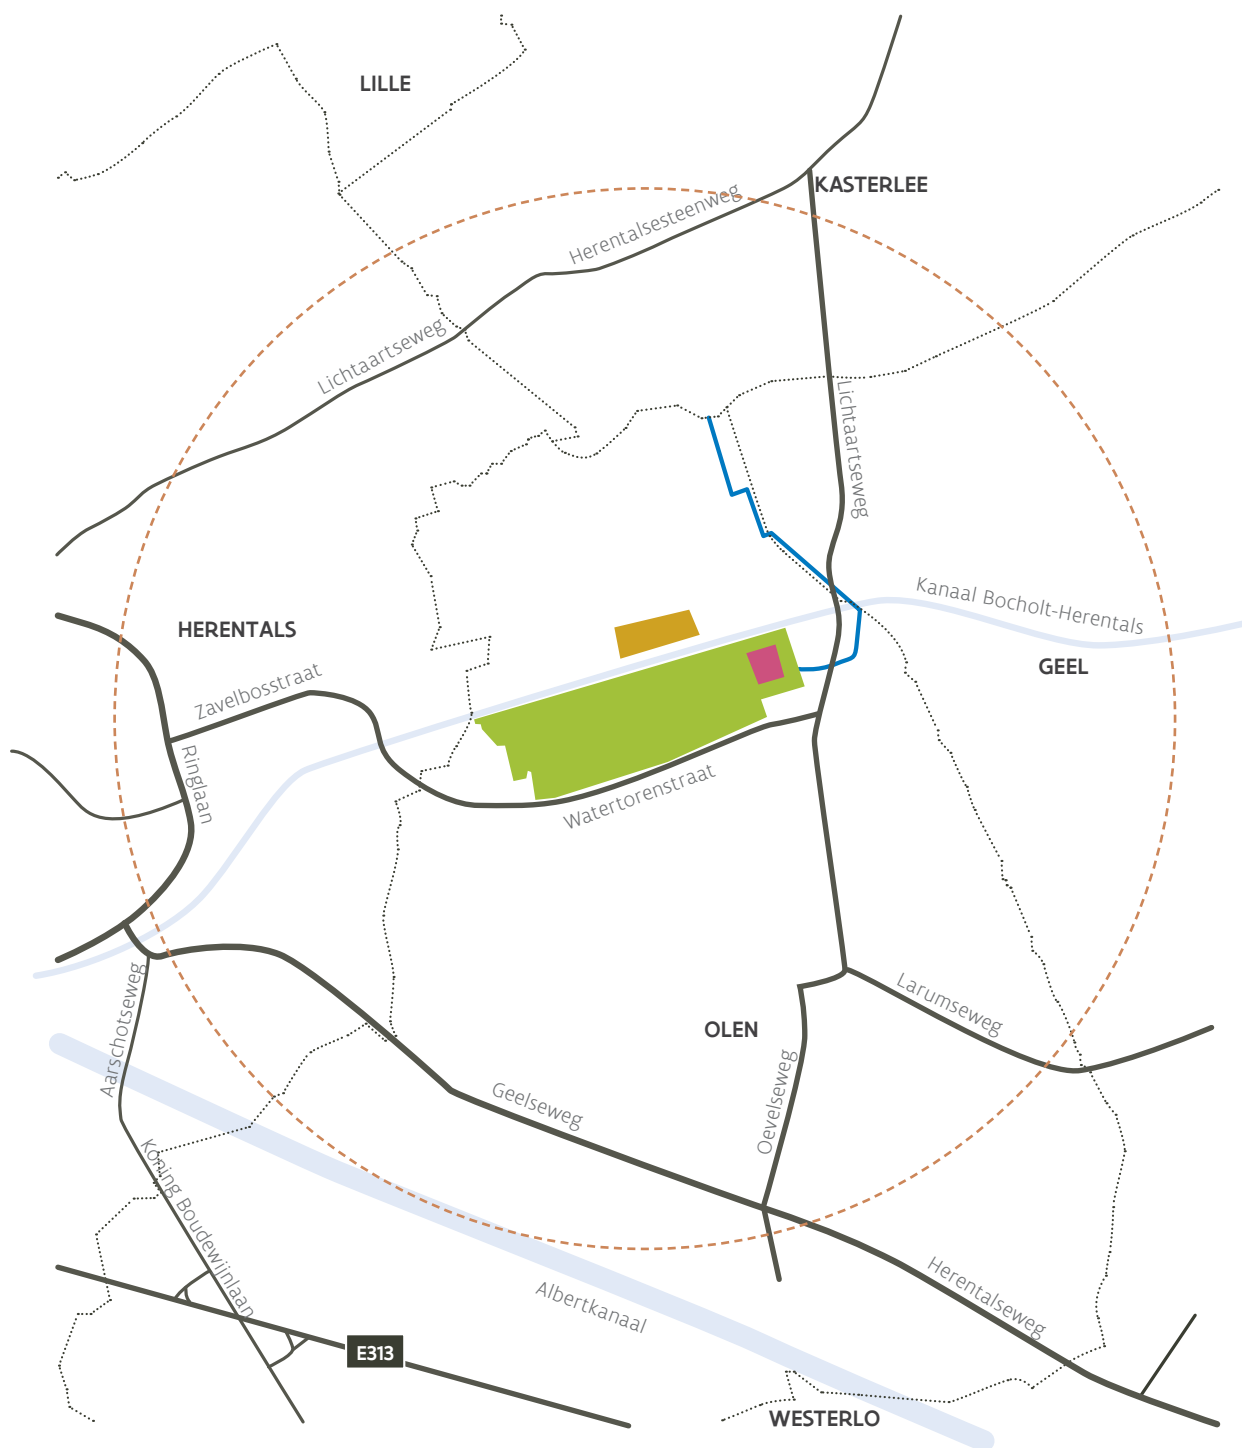 LILLE
KASTERLEE
Herentalsesteenweg
Lichtaartseweg
Lichtaartseweg
Kanaal Bocholt-Herentals
HERENTALS
GEEL
Zavelbosstraat
Ringlaan
Watertorenstraat
Aarschotseweg
Larumseweg
OLEN
Geelseweg
Oevelseweg
Koning Boudewijnlaan
Albertkanaal
Herentalseweg
E313
WESTERLO